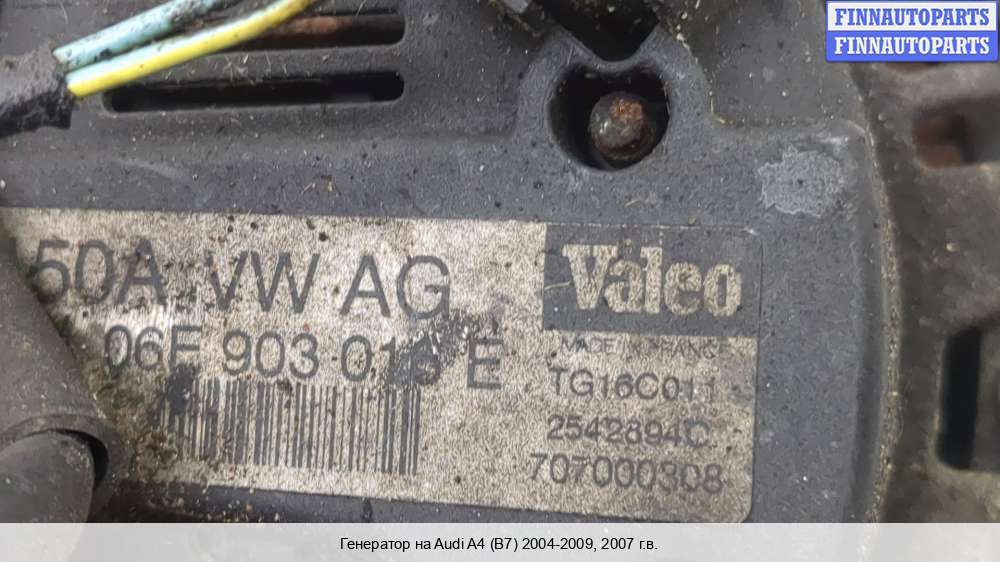 FINNAUTOPARTS
FINNAUTOPARTS
50A VW AG
903 E
Valeo
MADE IN FRANCE
TG16C011
2542894C
707000308
Генератор на Audi A4 (B7) 2004-2009, 2007 г.в.